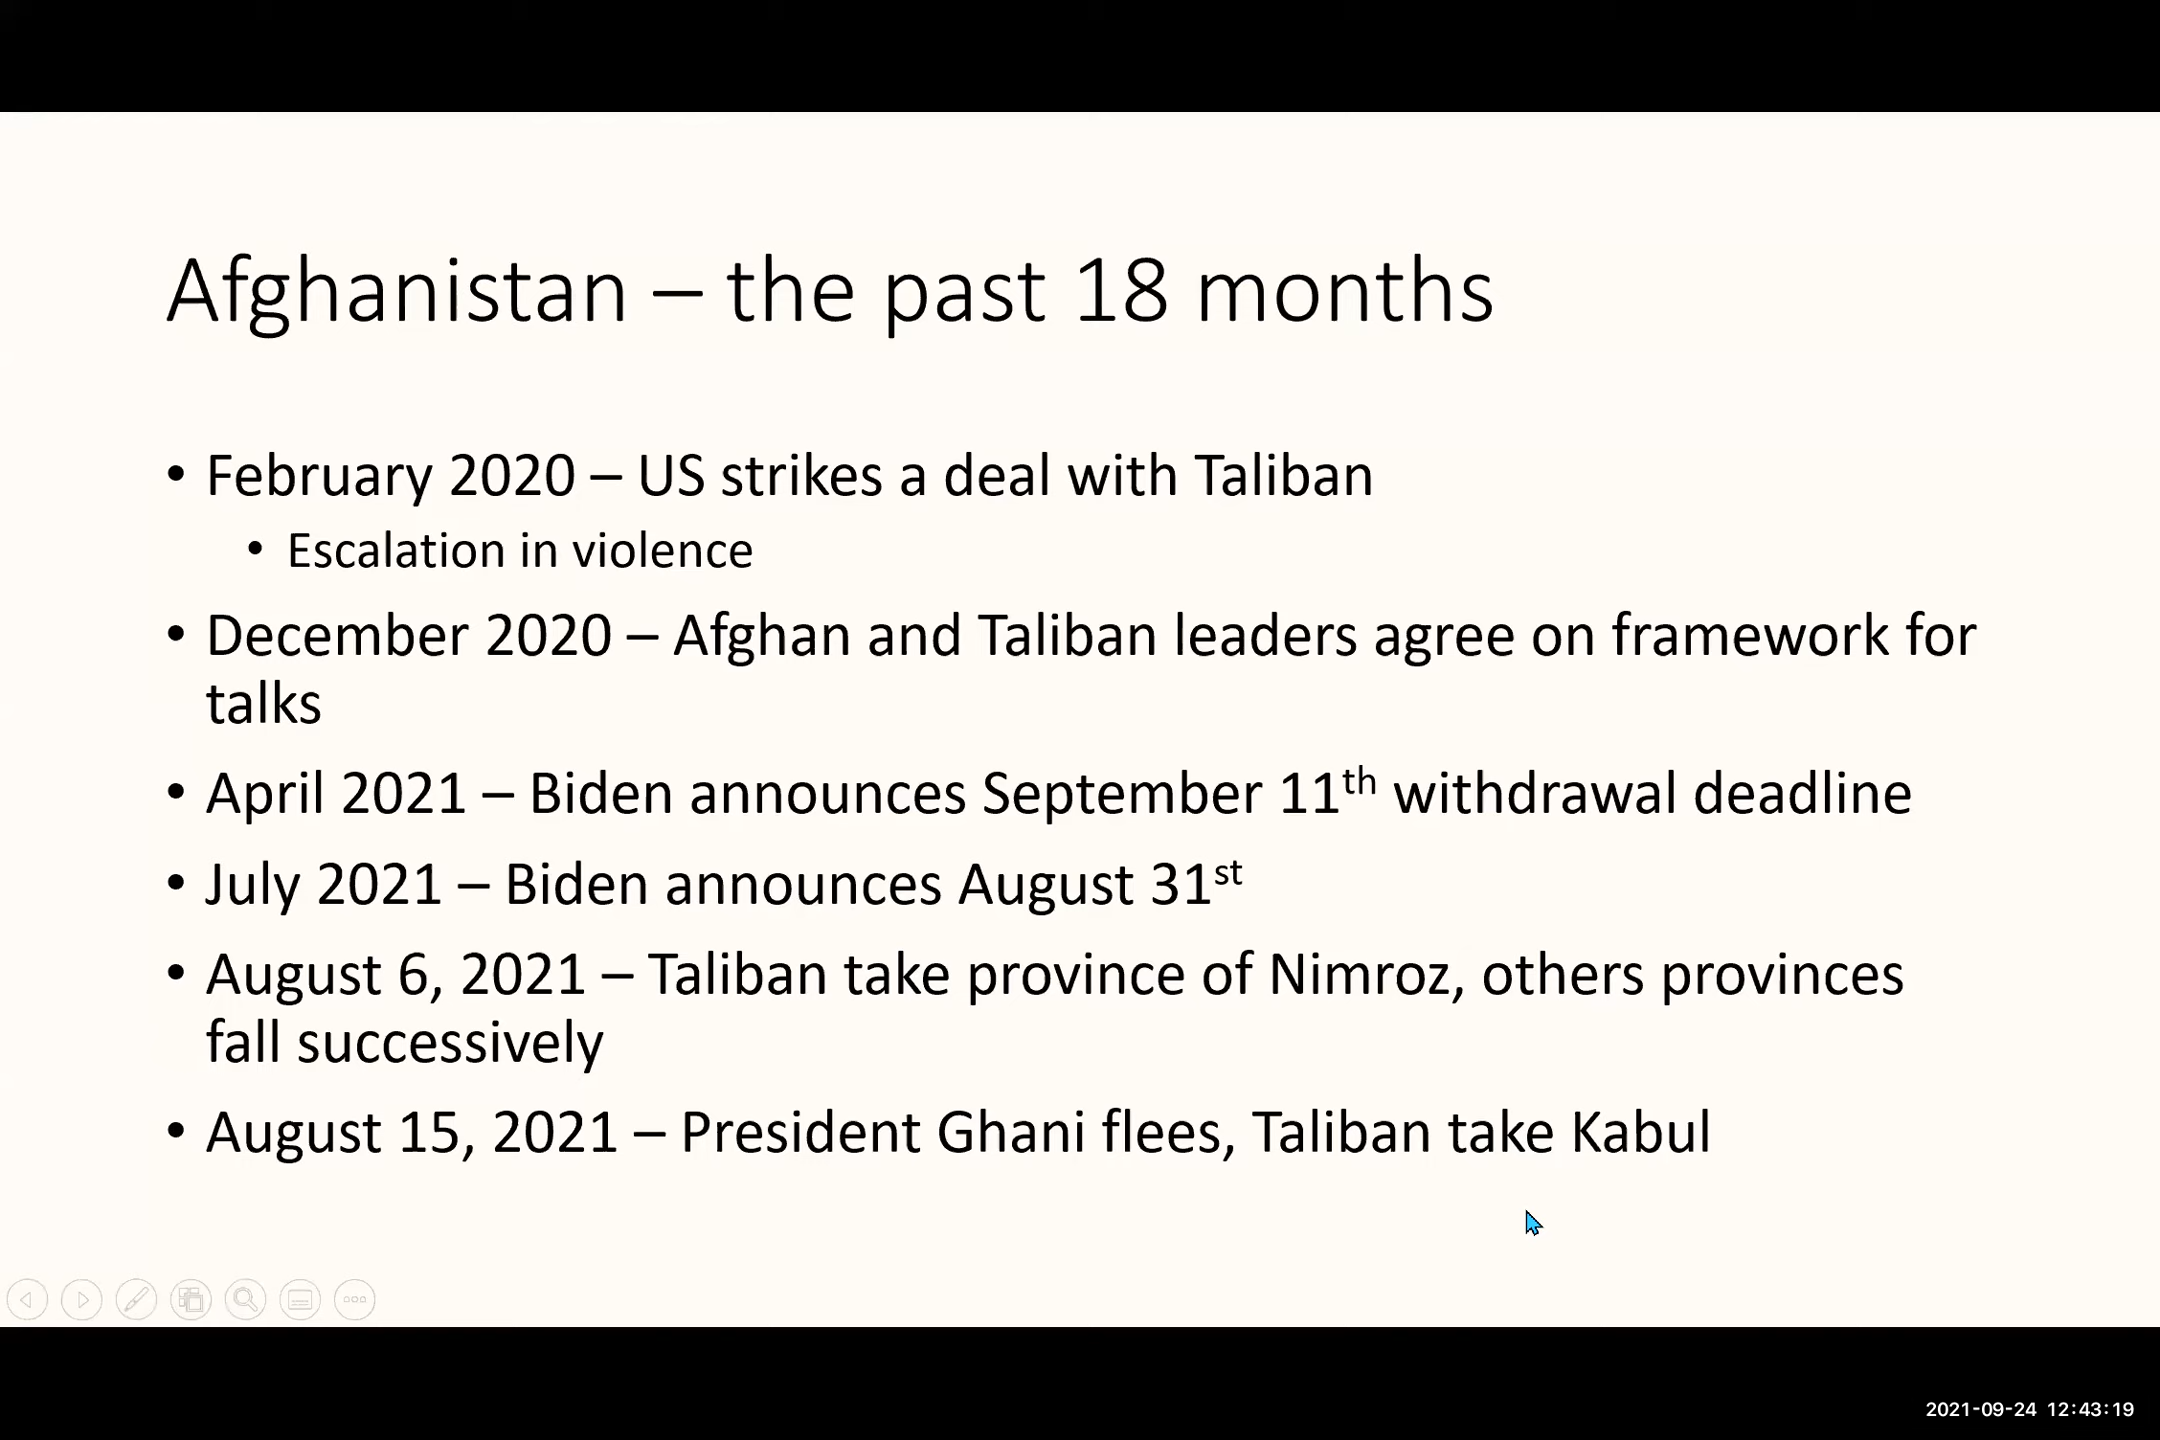 Afghanistan – the past 18 months
• February 2020 – US strikes a deal with Taliban
• Escalation in violence
• December 2020 – Afghan and Taliban leaders agree on framework for
talks
• April 2021 – Biden announces September 11th withdrawal deadline
• July 2021 – Biden announces August 31st
• August 6, 2021 – Taliban take province of Nimroz, others provinces
fall successively
• August 15, 2021 – President Ghani flees, Taliban take Kabul
2021-09-24 12:43:19